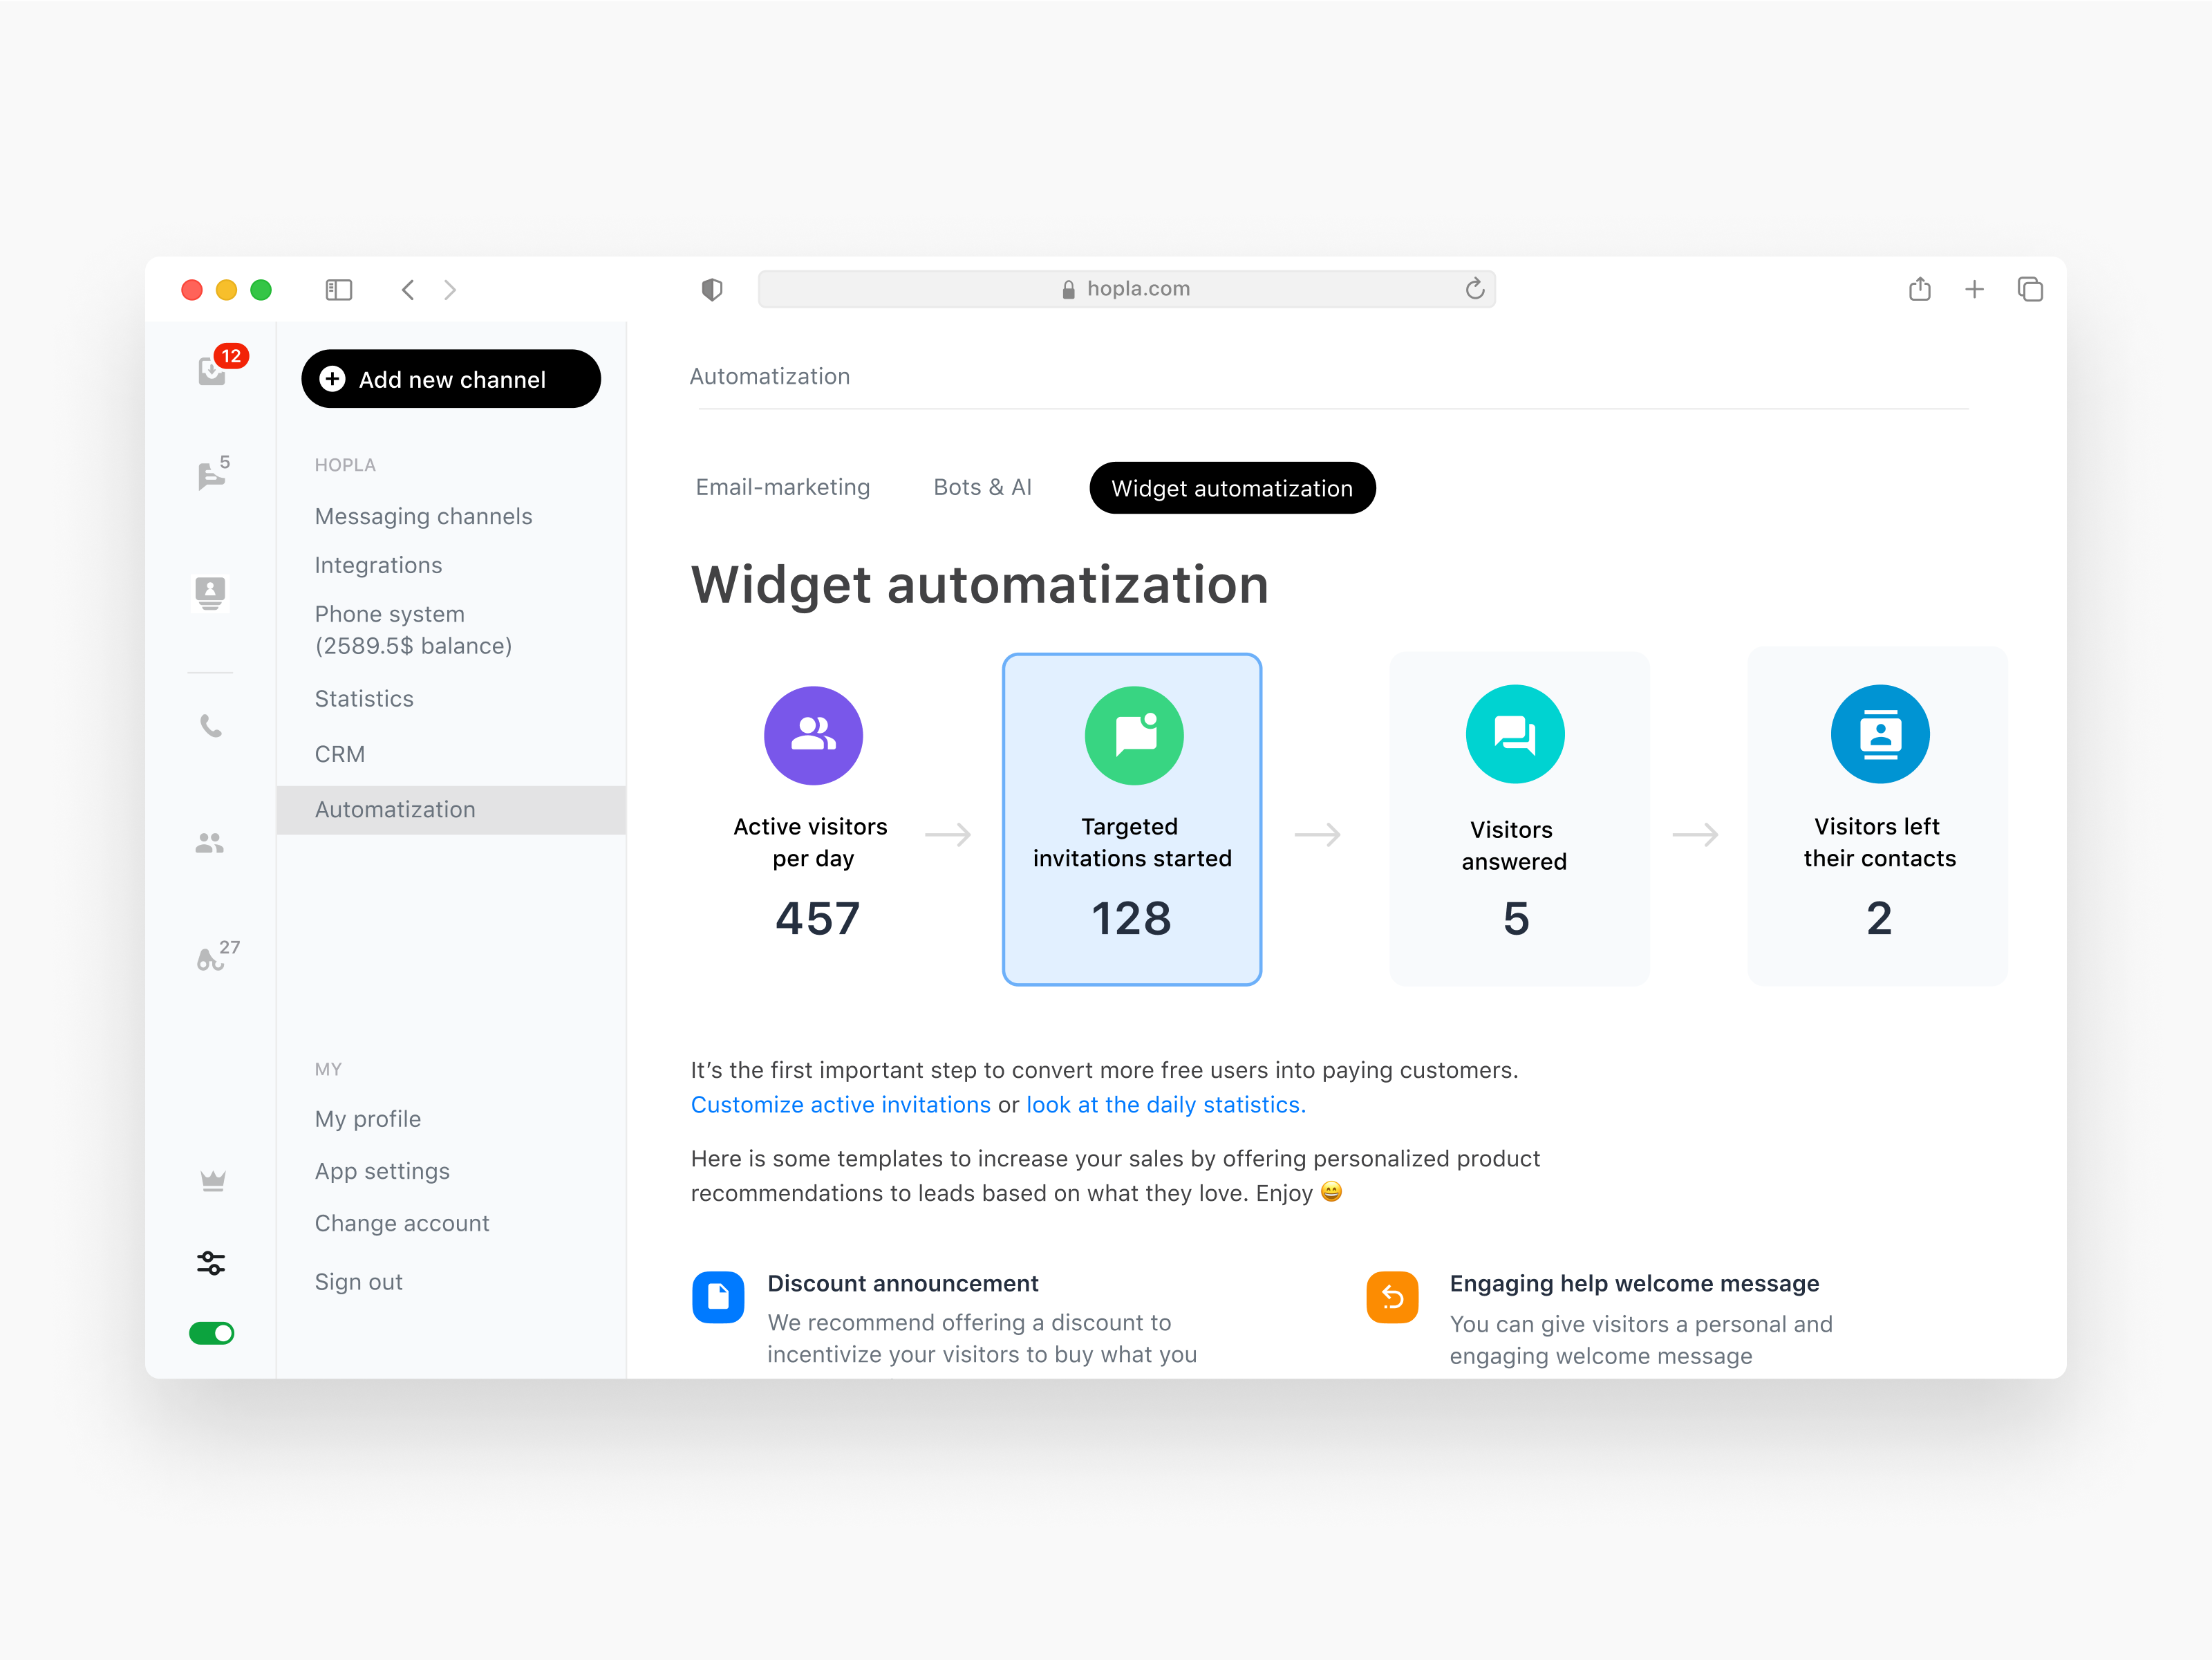 hopla.com
12
5
27
Add new channel
HOPLA
Messaging channels
Integrations
Phone system
(2589.5$ balance)
Statistics
CRM
Automatization
MY
My profile
App settings
Change account
Sign out
Automatization
Email-marketing
Bots & AI
Widget automatization
Widget automatization
Active visitors
per day
457
Targeted
invitations started
128
Visitors
answered
5
Visitors left
their contacts
2
It’s the first important step to convert more free users into paying customers.
Customize active invitations or look at the daily statistics.
Here is some templates to increase your sales by offering personalized product
recommendations to leads based on what they love. Enjoy 😄
Discount announcement
We recommend offering a discount to
incentivize your visitors to buy what you
Engaging help welcome message
You can give visitors a personal and
engaging welcome message